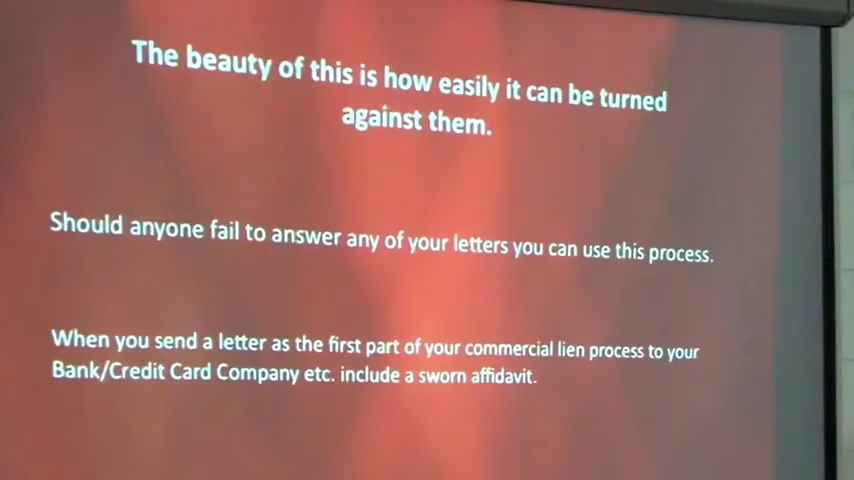 The beauty of this is how easily it can be turned
against them.
Should anyone fail to answer any of your letters you can use this process.
When you send a letter as the first part of your commercial lien process to your
Bank/Credit Card Company etc. include a sworn affidavit.